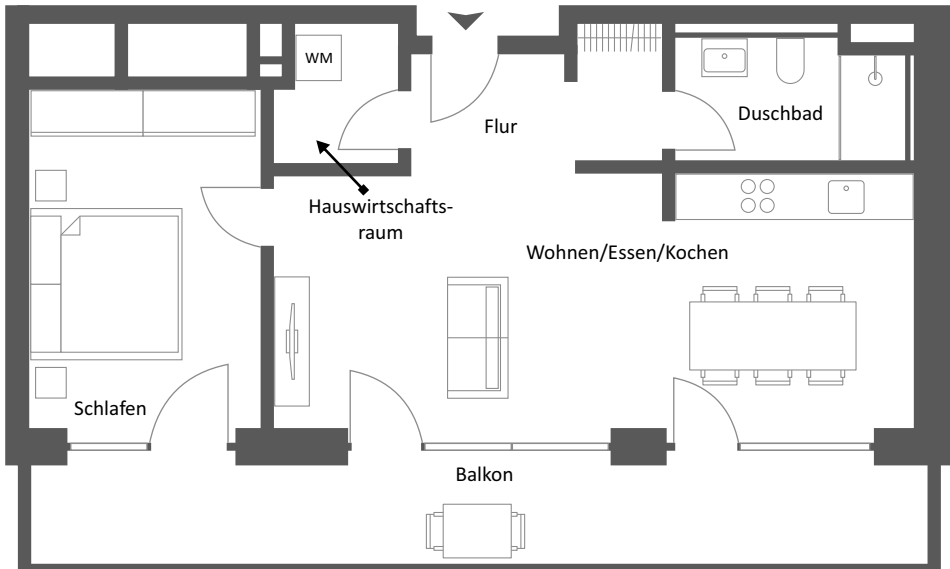 WM
Duschbad
Flur
Hauswirtschafts-
raum
Wohnen/Essen/Kochen
Schlafen
Balkon